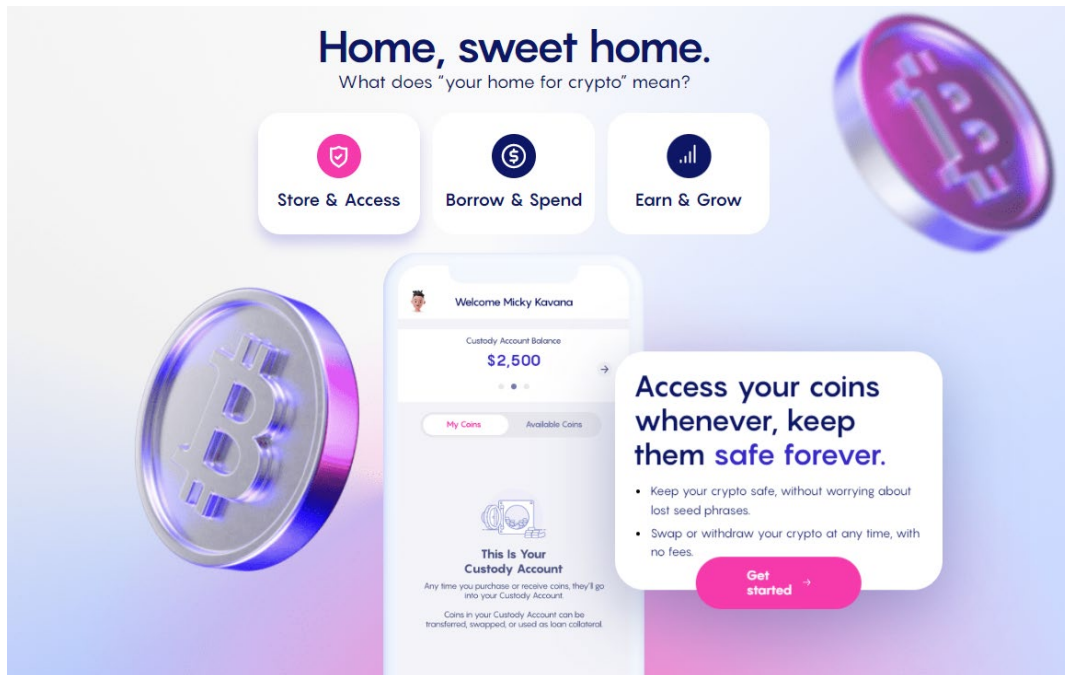 Home, sweet home.
What does “your home for crypto” mean?
Store & Access
Borrow & Spend
Earn & Grow
Welcome Micky Kavana
Custody Account Balance
$2,500
My Coins
Available Coins
This Is Your
Custody Account
Any time you purchase or receive coins, they'll go
into your Custody Account.
Coins in your Custody Account can be
transferred, swapped, or used as loan collateral.
Access your coins
whenever, keep
them safe forever.
• Keep your crypto safe, without worrying about
lost seed phrases.
• Swap or withdraw your crypto at any time, with
no fees.
Get
started →